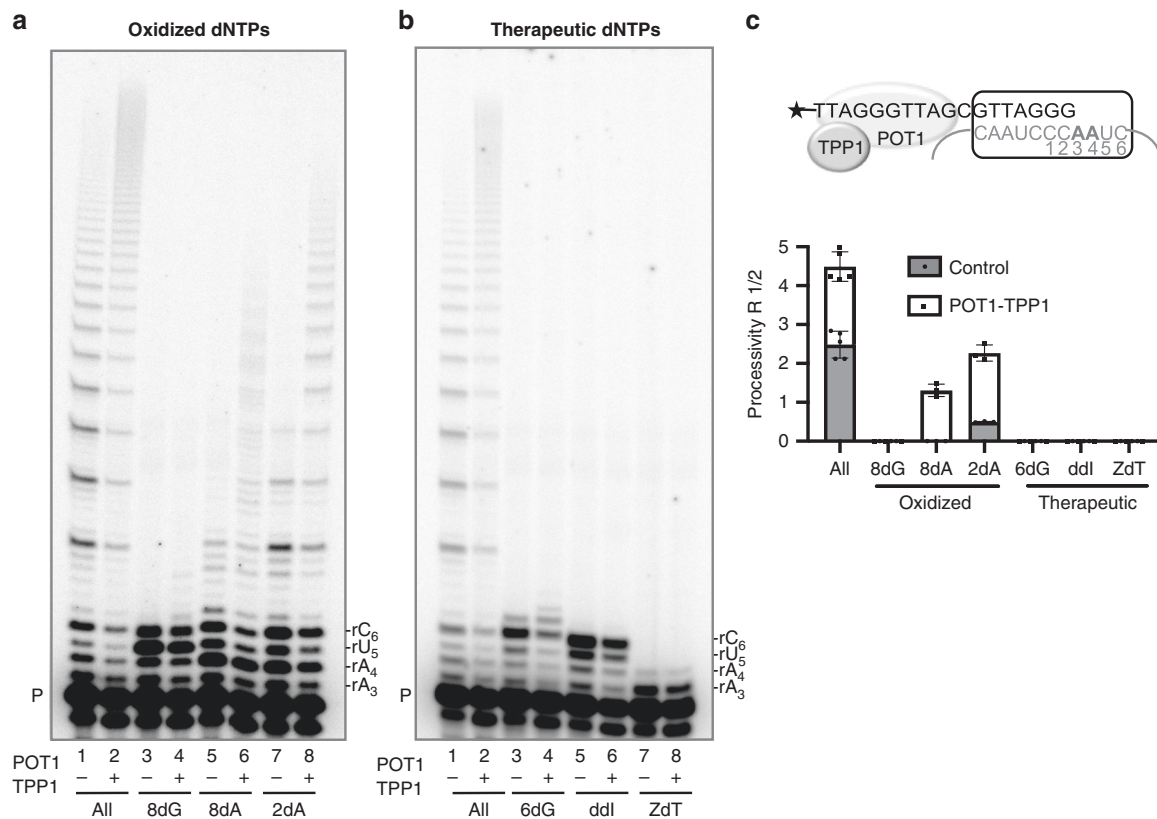 a
Oxidized dNTPs
P
-rC6
-rU5
-rA4
-rA3
POT1
TPP1
1 2 3 4 5 6 7 8
− + − + − + − +
All 8dG 8dA 2dA
b
Therapeutic dNTPs
P
-rC6
-rU5
-rA4
-rA3
POT1
TPP1
1 2 3 4 5 6 7 8
− + − + − + − +
All 6dG ddI ZdT
c
★-TTAGGGTTAGCGTTAGGG
TPP1
POT1
CAAUCCCAAUC
1 2 3 4 5 6
Processivity R 1/2
5
4
3
2
1
0
Control
POT1-TPP1
All 8dG 8dA 2dA 6dG ddI ZdT
Oxidized Therapeutic